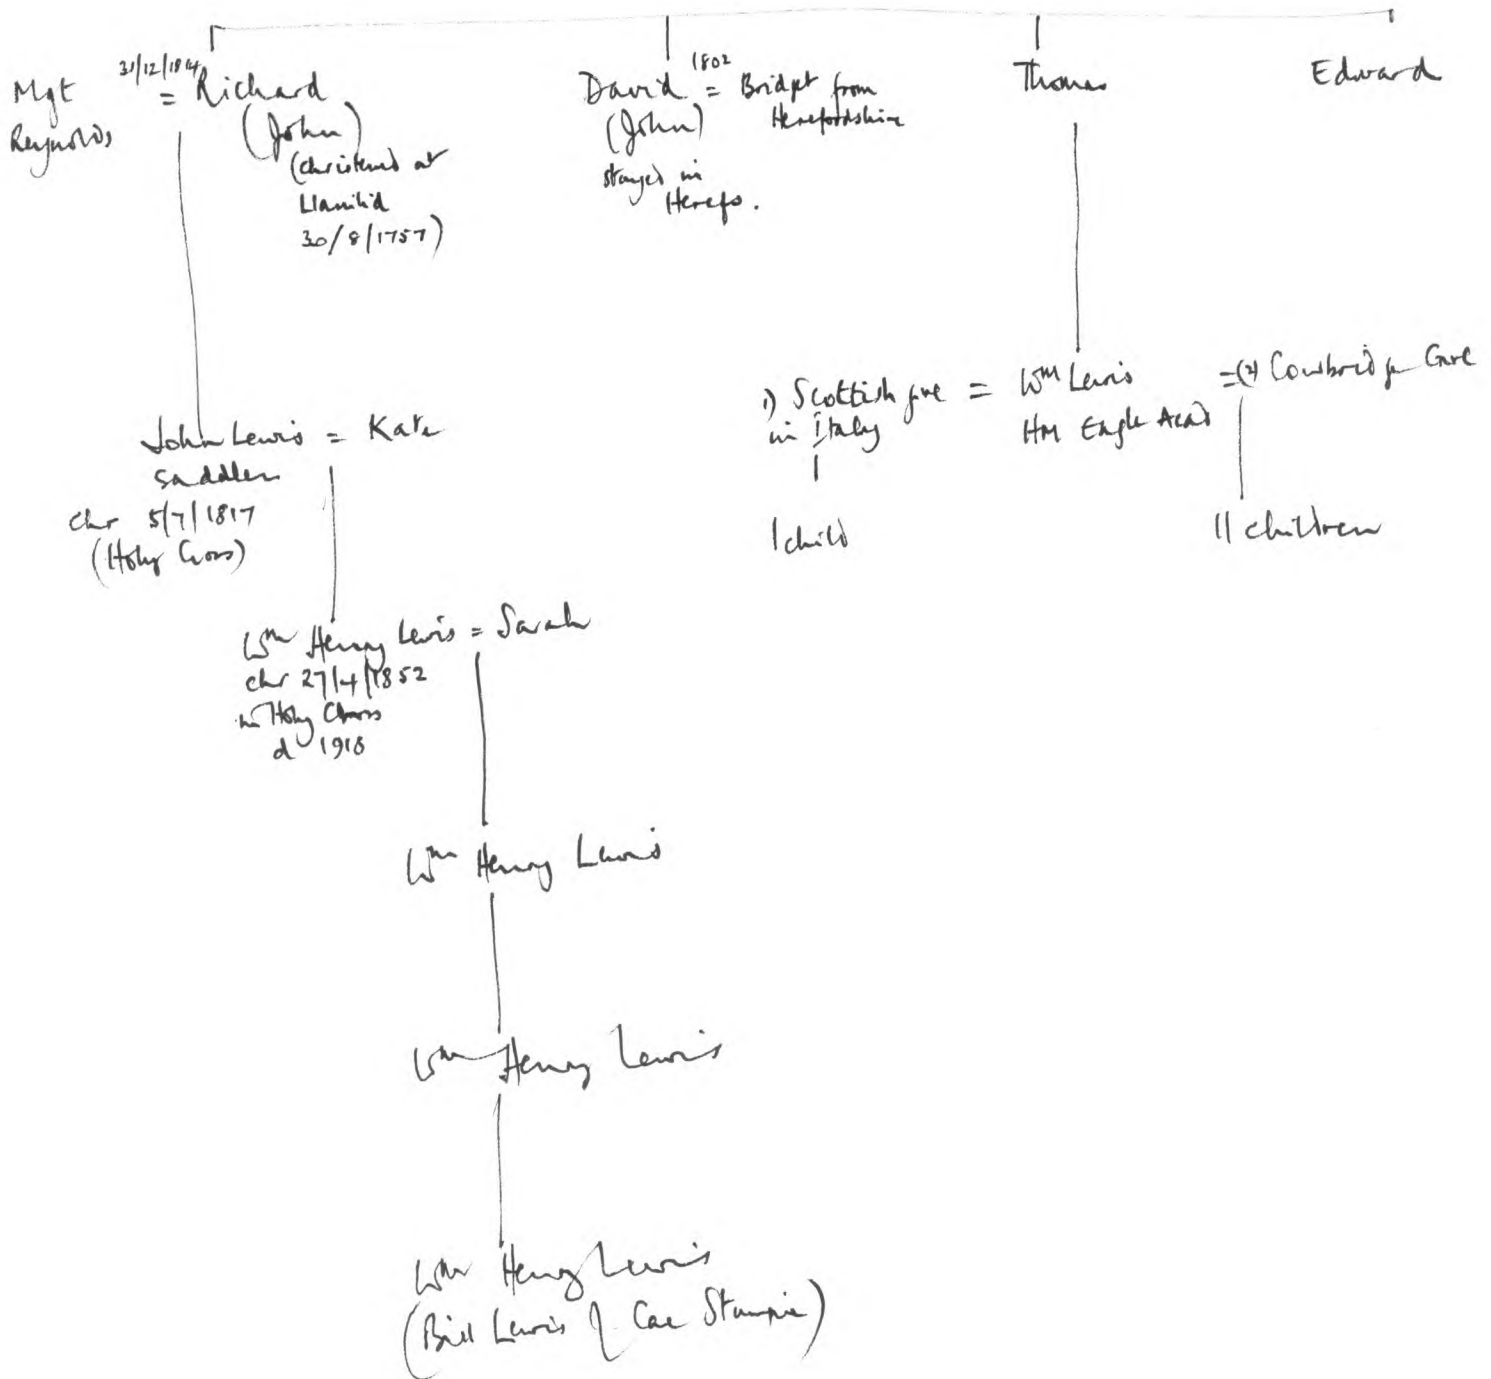 Mgt
Reynolds
31/12/1814
= Richard
(John)
(christened at
Llanilid
30/8/1757)
David 1802 = Bridget from
Herefordshire
(John)
stayed in
Herefs.
Thomas
Edward
John Lewis = Kate
saddler
chr 5/7/1817
(Holy Cross)
1) Scottish girl = Wm Lewis =(2) Cowbridge Girl
in Italy
HM Eagle Acad
1 child
11 children
Wm Henry Lewis = Sarah
chr 27/4/1852
in Holy Cross
d 1918
Wm Henry Lewis
Wm Henry Lewis
Wm Henry Lewis
(Bill Lewis of Cae Stumpie)